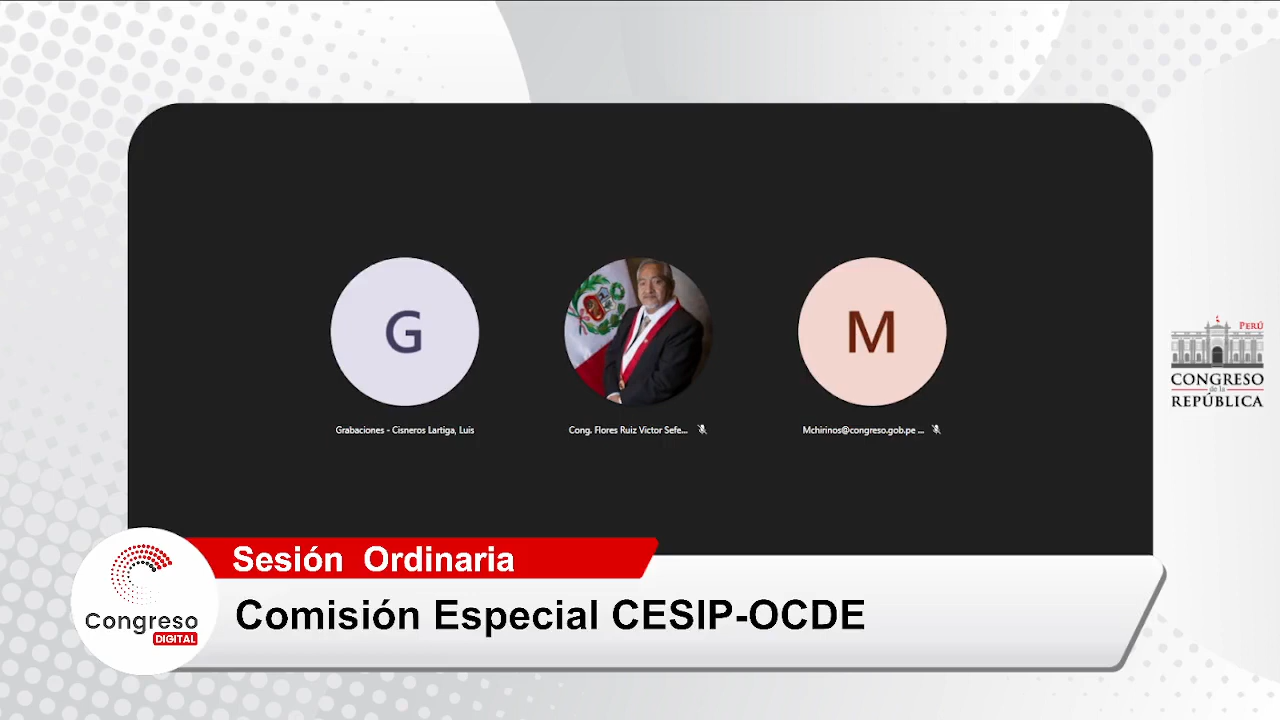 G
M
Grabaciones - Cisneros Lartiga, Luis
Cong. Flores Ruiz Victor Sefe...
Mchirinos@congreso.gob.pe ...
PERÚ
CONGRESO
de la
REPÚBLICA
Sesión Ordinaria
Comisión Especial CESIP-OCDE
Congreso
DIGITAL